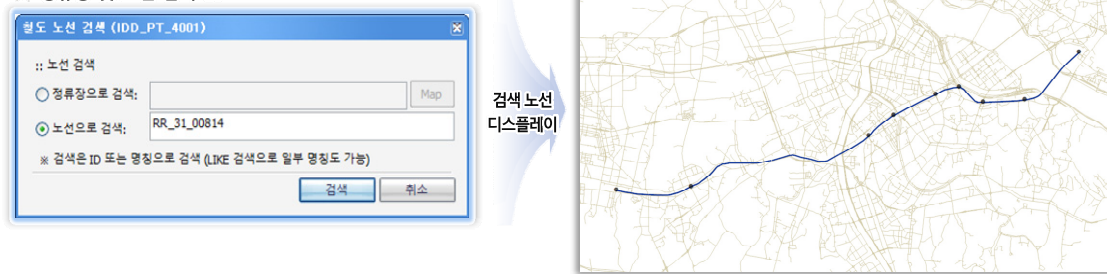 철도 노선 검색 (IDD_PT_4001)
:: 노선 검색
정류장으로 검색:
Map
노선으로 검색:
RR_31_00814
※ 검색은 ID 또는 명칭으로 검색 (LIKE 검색으로 일부 명칭도 가능)
검색
취소
검색 노선
디스플레이